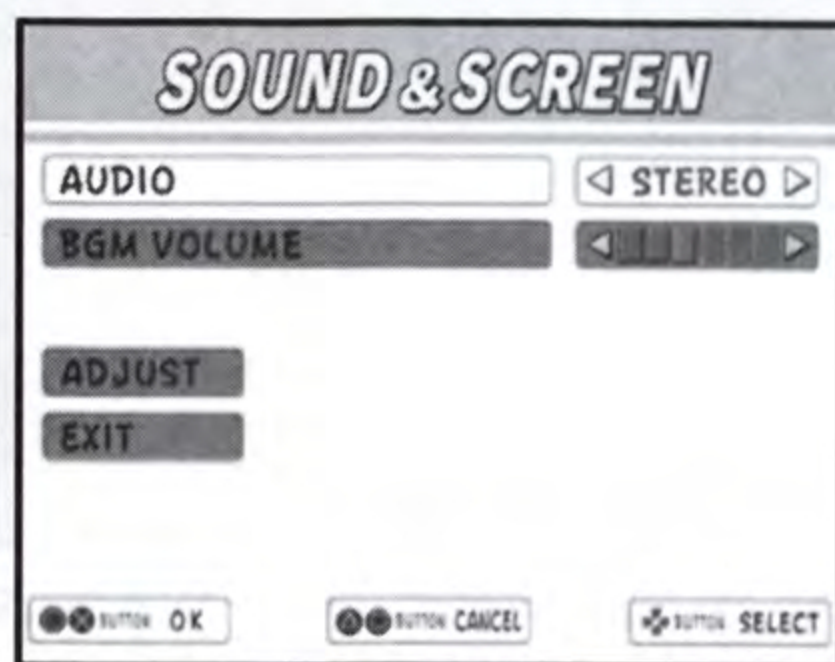 SOUND & SCREEN
AUDIO
STEREO
BGM VOLUME
ADJUST
EXIT
BUTTON OK
BUTTON CANCEL
BUTTON SELECT